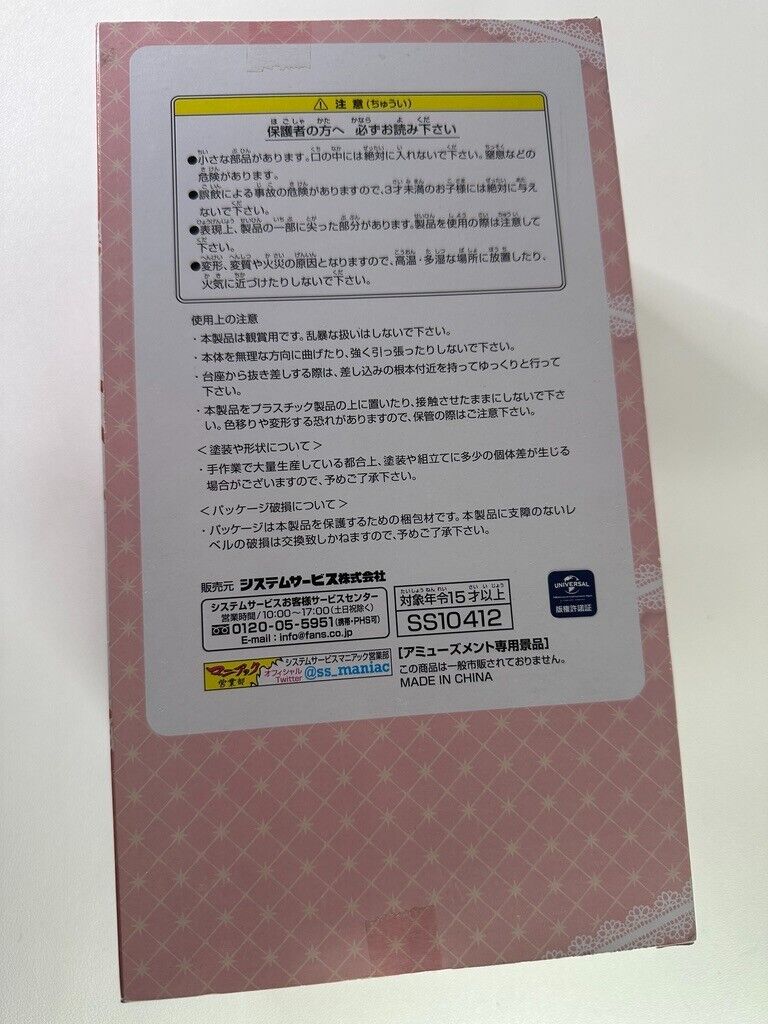 ⚠ 注意(ちゅうい)
保護者の方へ 必ずお読み下さい
●小さな部品があります。口の中には絶対に入れないで下さい。窒息などの
危険があります。
●誤飲による事故の危険がありますので、3才未満のお子様には絶対に与え
ないで下さい。
●表現上、製品の一部に尖った部分があります。製品を使用の際は注意して
下さい。
●変形、変質や火災の原因となりますので、高温・多湿な場所に放置したり、
火気に近づけたりしないで下さい。
使用上の注意
・本製品は観賞用です。乱暴な扱いはしないで下さい。
・本体を無理な方向に曲げたり、強く引っ張ったりしないで下さい。
・台座から抜き差しする際は、差し込みの根本付近を持ってゆっくりと行って
下さい。
・本製品をプラスチック製品の上に置いたり、接触させたままにしないで下さ
い。色移りや変形する恐れがありますので、保管の際はご注意下さい。
＜塗装や形状について＞
・手作業で大量生産している都合上、塗装や組立てに多少の個体差が生じる
場合がございますので、予めご了承下さい。
＜パッケージ破損について＞
・パッケージは本製品を保護するための梱包材です。本製品に支障のないレ
ベルの破損は交換致しかねますので、予めご了承下さい。
販売元 システムサービス株式会社
システムサービスお客様サービスセンター
営業時間/10:00〜17:00(土日祝除く)
0120-05-5951(携帯・PHS可)
E-mail : info@fans.co.jp
マニアック
営業部
オフィシャル
Twitter
システムサービスマニアック営業部
@ss_maniac
たいしょうねんれい さいいじょう
対象年令15才以上
SS10412
[アミューズメント専用景品]
この商品は一般市販されておりません。
MADE IN CHINA
UNIVERSAL
版権許諾証